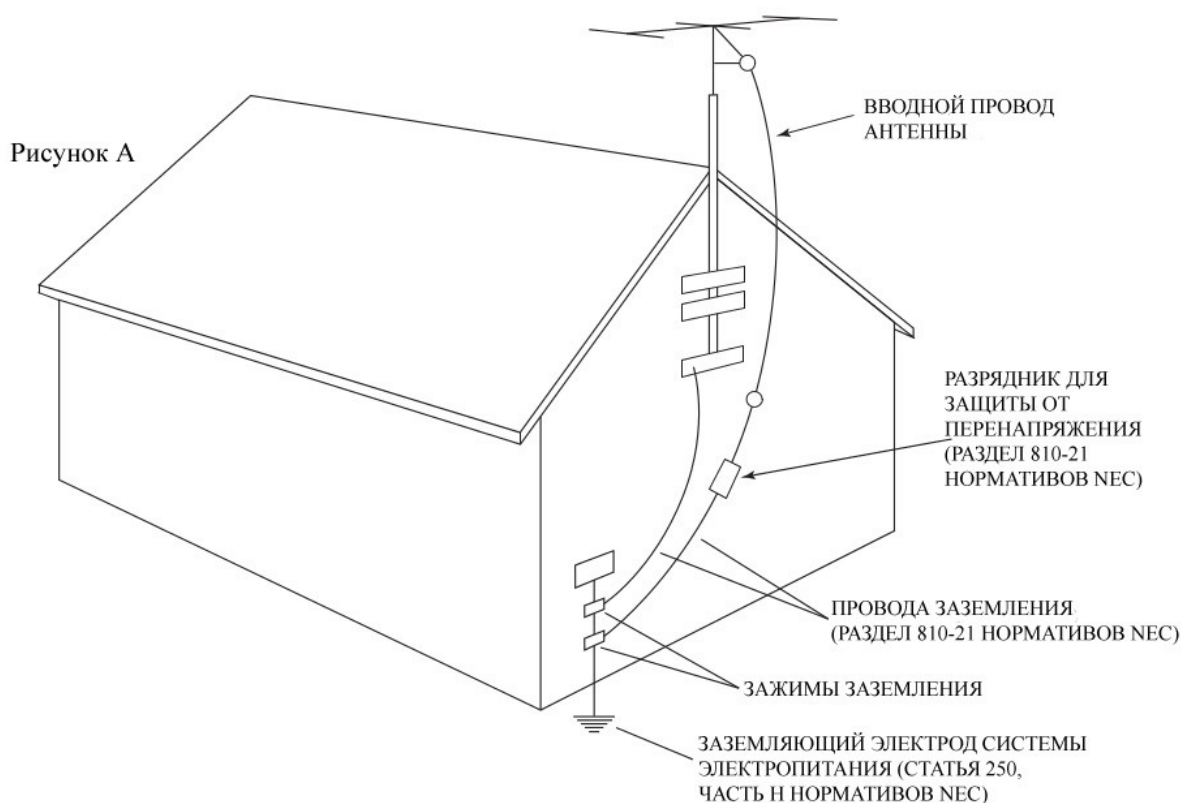 Рисунок А
ВВОДНОЙ ПРОВОД
АНТЕННЫ
РАЗРЯДНИК ДЛЯ
ЗАЩИТЫ ОТ
ПЕРЕНАПРЯЖЕНИЯ
(РАЗДЕЛ 810-21
НОРМАТИВОВ NEC)
ПРОВОДА ЗАЗЕМЛЕНИЯ
(РАЗДЕЛ 810-21 НОРМАТИВОВ NEC)
ЗАЖИМЫ ЗАЗЕМЛЕНИЯ
ЗАЗЕМЛЯЮЩИЙ ЭЛЕКТРОД СИСТЕМЫ
ЭЛЕКТРОПИТАНИЯ (СТАТЬЯ 250,
ЧАСТЬ Н НОРМАТИВОВ NEC)